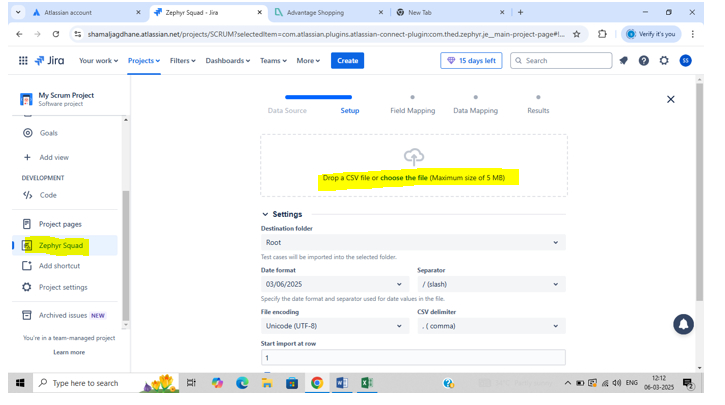 Atlassian account
Zephyr Squad - Jira
Advantage Shopping
New Tab
shamaljagdhane.atlassian.net/projects/SCRUM?selectedItem=com.atlassian.plugins.atlassian-connect-plugin:com.thed.zephyr.je__main-project-page#!...
Verify it's you
Jira
Your work
Projects
Filters
Dashboards
Teams
More
Create
15 days left
Search
SS
My Scrum Project
Software project
Goals
Add view
DEVELOPMENT
Code
Project pages
Zephyr Squad
Add shortcut
Project settings
Archived issues NEW
You're in a team-managed project
Learn more
Data Source
Setup
Field Mapping
Data Mapping
Results
Drop a CSV file or choose the file (Maximum size of 5 MB)
Settings
Destination folder
Root
Test cases will be imported into the selected folder.
Date format
Separator
03/06/2025
/ (slash)
Specify the date format and separator used for date values in the file.
File encoding
CSV delimiter
Unicode (UTF-8)
, ( comma)
Start import at row
1
Type here to search
ENG
12:12
06-03-2025
2